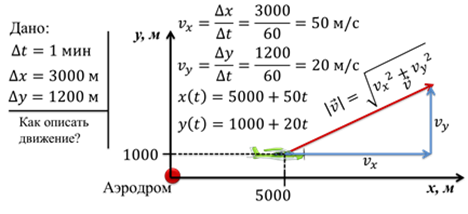 Дано:
Δt = 1 мин
Δx = 3000 м
Δy = 1200 м
Как описать
движение?
y, м
v_x = Δx/Δt = 3000/60 = 50 м/с
v_y = Δy/Δt = 1200/60 = 20 м/с
x(t) = 5000 + 50t
y(t) = 1000 + 20t
|v⃗| = √(v_x² + v_y²)
v⃗
v_y
v_x
1000
Аэродром
5000
x, м